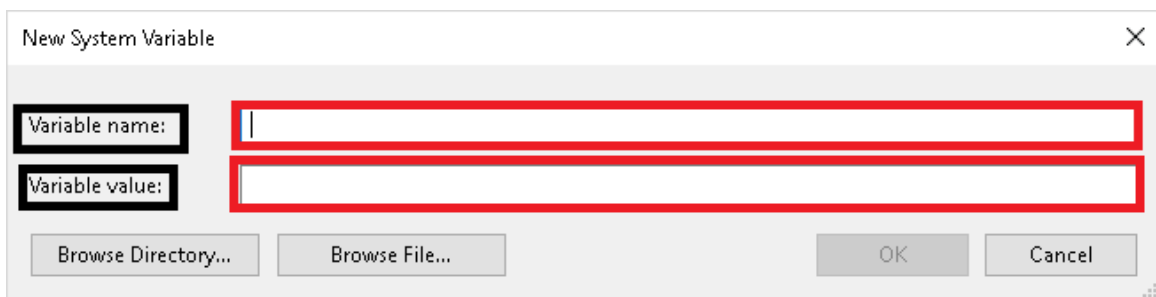 New System Variable
Variable name:
Variable value:
Browse Directory... Browse File... OK Cancel